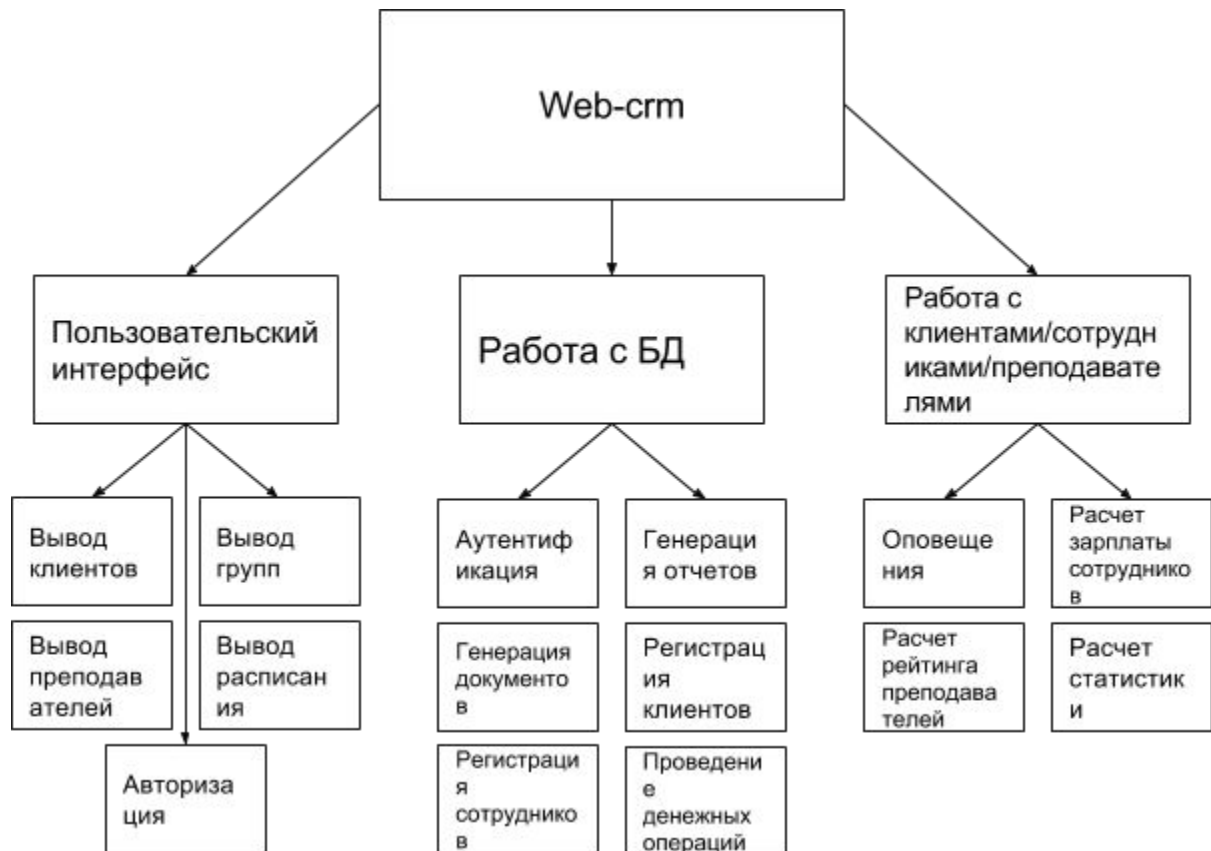 Web-crm
Пользовательский
интерфейс
Работа с БД
Работа с
клиентами/сотрудн
иками/преподавате
лями
Вывод
клиентов
Вывод
групп
Вывод
преподав
ателей
Вывод
расписан
ия
Авториза
ция
Аутентиф
икация
Генераци
я отчетов
Генерация
документо
в
Регистрац
ия
клиентов
Регистраци
я
сотруднико
в
Проведени
е
денежных
операций
Оповеще
ния
Расчет
зарплаты
сотруднико
в
Расчет
рейтинга
преподава
телей
Расчет
статистик
и